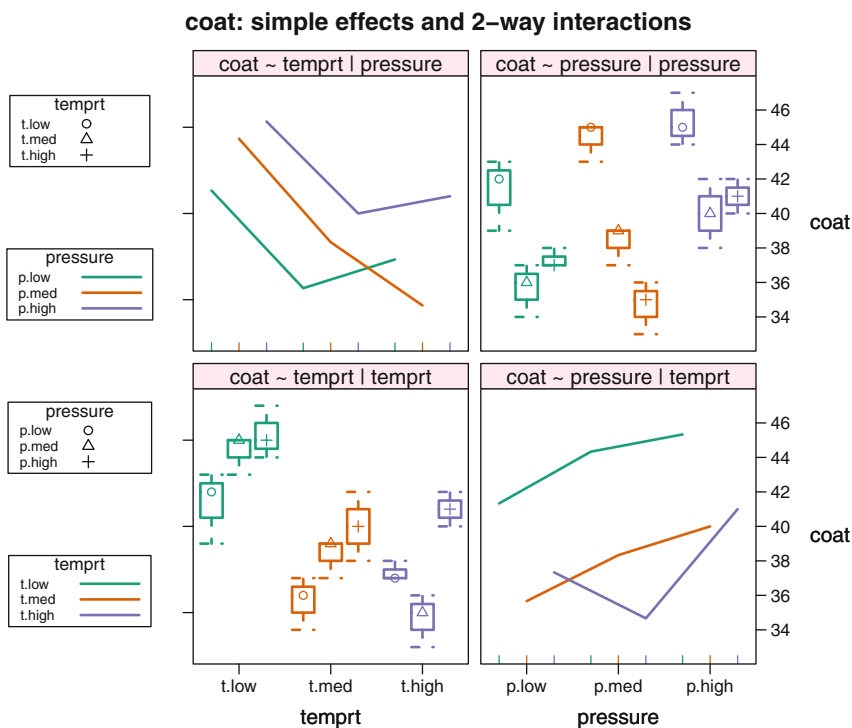 coat: simple effects and 2−way interactions
coat ~ temprt | pressure
coat ~ pressure | pressure
temprt
t.low
t.med
t.high
pressure
p.low
p.med
p.high
46
44
42
40
38
36
34
coat
coat ~ temprt | temprt
coat ~ pressure | temprt
pressure
p.low
p.med
p.high
temprt
t.low
t.med
t.high
46
44
42
40
38
36
34
coat
t.low t.med t.high
p.low p.med p.high
temprt
pressure